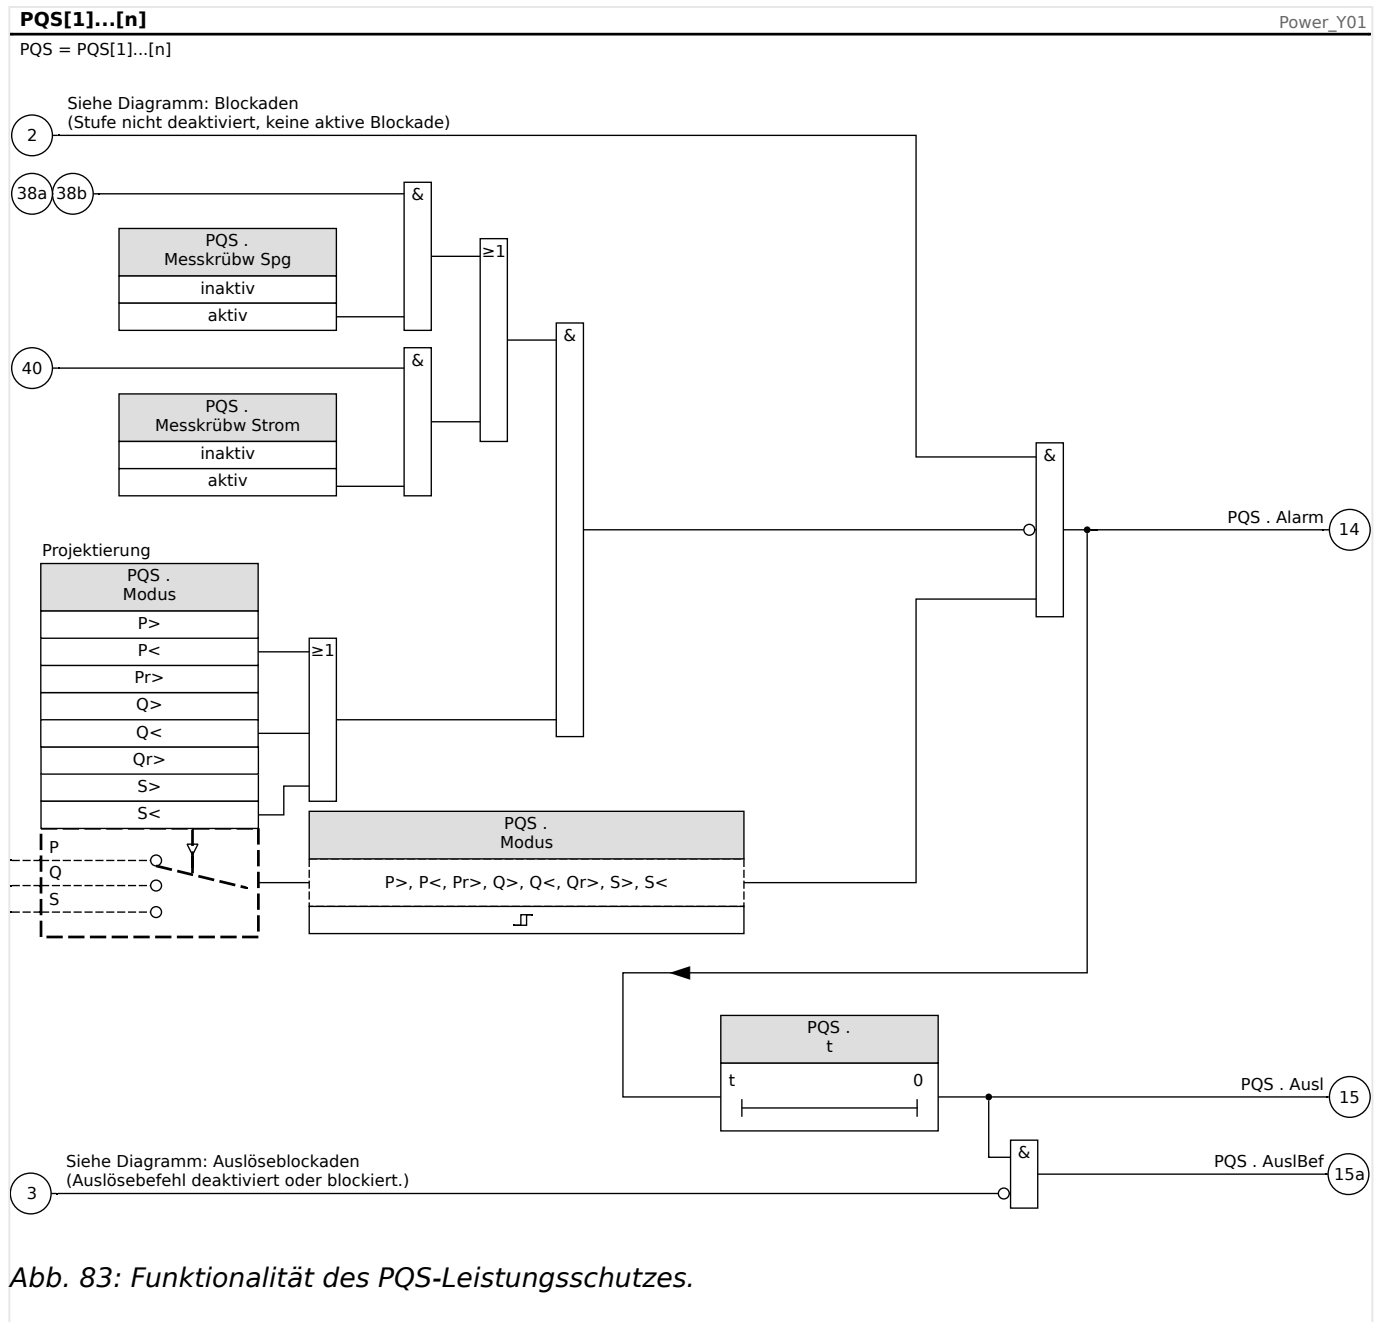 PQS[1]...[n]
Power_Y01
PQS = PQS[1]...[n]
Siehe Diagramm: Blockaden
(Stufe nicht deaktiviert, keine aktive Blockade)
2
38a 38b
&
PQS .
Messkrübw Spg
inaktiv
aktiv
≥1
&
40
&
PQS .
Messkrübw Strom
inaktiv
aktiv
&
PQS . Alarm
14
Projektierung
PQS .
Modus
P>
P<
Pr>
Q>
Q<
Qr>
S>
S<
≥1
P
Q
S
PQS .
Modus
P>, P<, Pr>, Q>, Q<, Qr>, S>, S<
PQS .
t
t 0
PQS . Ausl
15
&
PQS . AuslBef
15a
Siehe Diagramm: Auslöseblockaden
(Auslösebefehl deaktiviert oder blockiert.)
3
Abb. 83: Funktionalität des PQS-Leistungsschutzes.